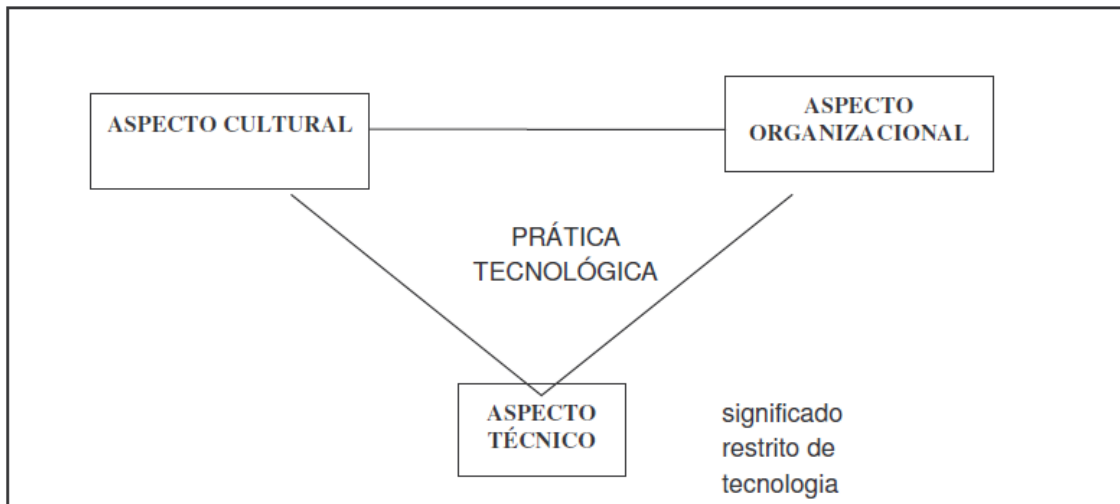 ASPECTO CULTURAL
ASPECTO
ORGANIZACIONAL
PRÁTICA
TECNOLÓGICA
ASPECTO
TÉCNICO
significado
restrito de
tecnologia